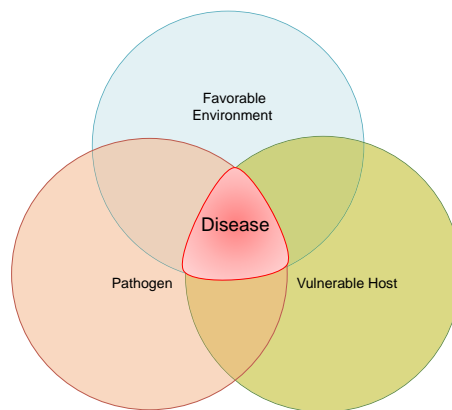 Favorable
Environment
Disease
Pathogen
Vulnerable Host